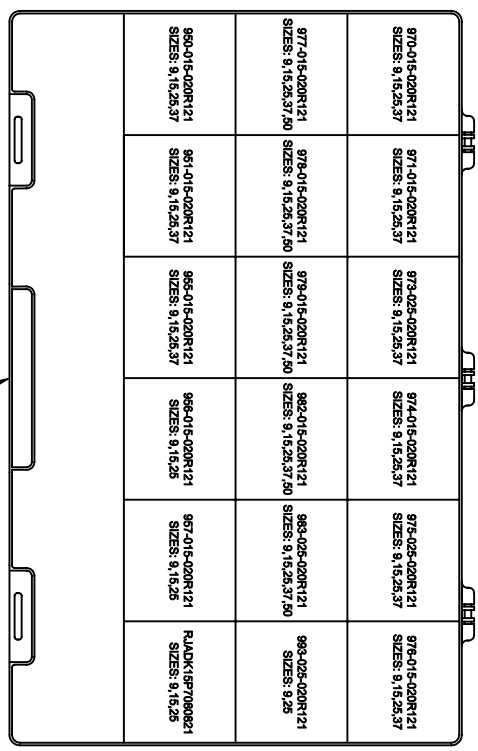 970-015-020R121
SIZES: 9,15,25,37
971-015-020R121
SIZES: 9,15,25,37
973-025-020R121
SIZES: 9,15,25,37
974-015-020R121
SIZES: 9,15,25,37
975-025-020R121
SIZES: 9,15,25,37
976-015-020R121
SIZES: 9,15,25,37
977-015-020R121
SIZES: 9,15,25,37,50
978-015-020R121
SIZES: 9,15,25,37,50
979-015-020R121
SIZES: 9,15,25,37,50
982-015-020R121
SIZES: 9,15,25,37,50
983-025-020R121
SIZES: 9,15,25,37,50
993-025-020R121
SIZES: 9,25
950-015-020R121
SIZES: 9,15,25,37
951-015-020R121
SIZES: 9,15,25,37
955-015-020R121
SIZES: 9,15,25,37
956-015-020R121
SIZES: 9,15,25
957-015-020R121
SIZES: 9,15,25
RJADK15P7080821
SIZES: 9,15,25